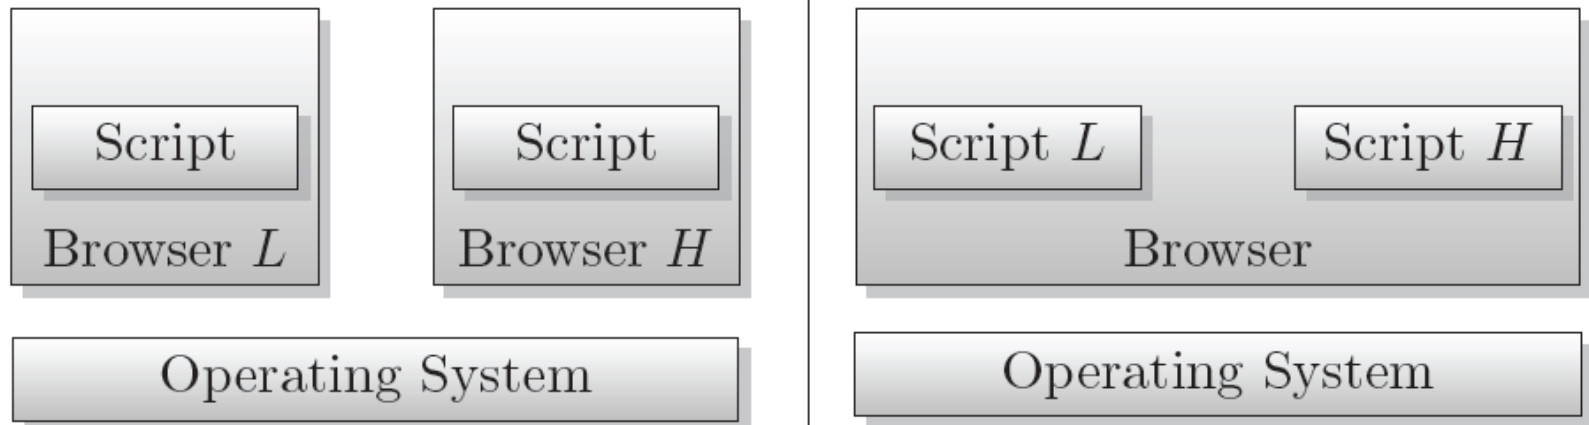 Script
Script
Browser L
Browser H
Operating System
Script L
Script H
Browser
Operating System